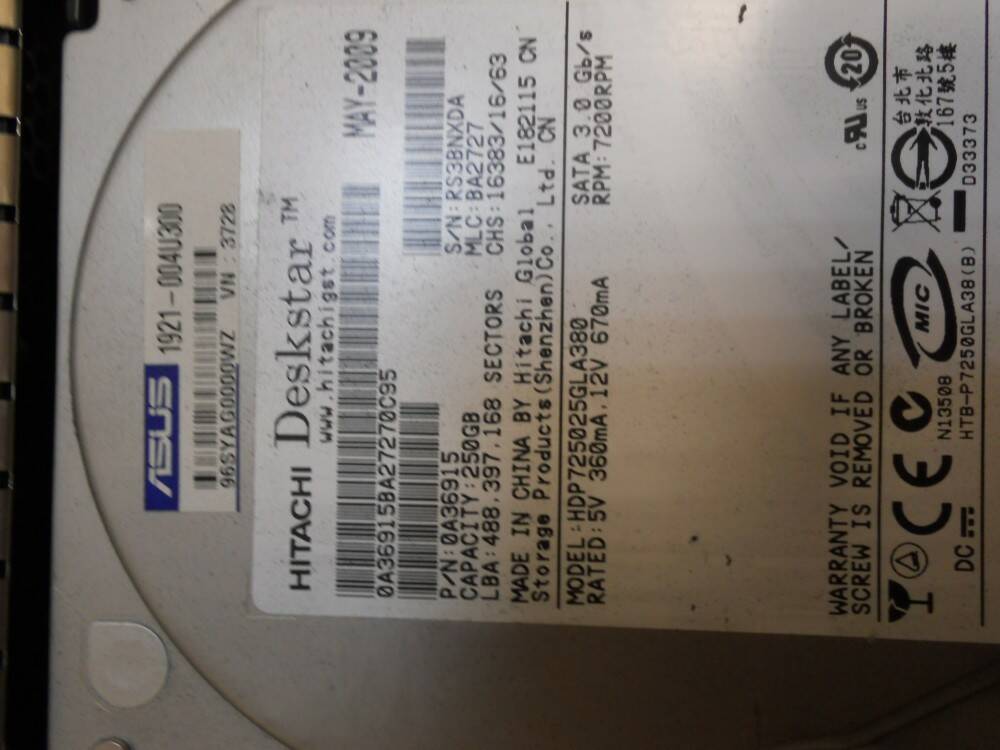 ASUS 1921-004U300
96SYAG0000WZ VN : 3728
HITACHI Deskstar™ MAY-2009
www.hitachigst.com
0A36915BA27270C95
P/N:0A36915 S/N:RS3BNXDA
CAPACITY:250GB MLC:BA2727
LBA:488,397,168 SECTORS CHS:16383/16/63
MADE IN CHINA BY Hitachi Global E182115 CN
Storage Products(Shenzhen)Co., Ltd. CN
MODEL:HDP725025GLA380 SATA 3.0 Gb/s
RATED:5V 360mA,12V 670mA RPM:7200RPM
WARRANTY VOID IF ANY LABEL/
SCREW IS REMOVED OR BROKEN
c RU US 20
CE MIC
N13508
台北市
敦化北路
167號5樓
DC HTB-P7250GLA38(B) D33373